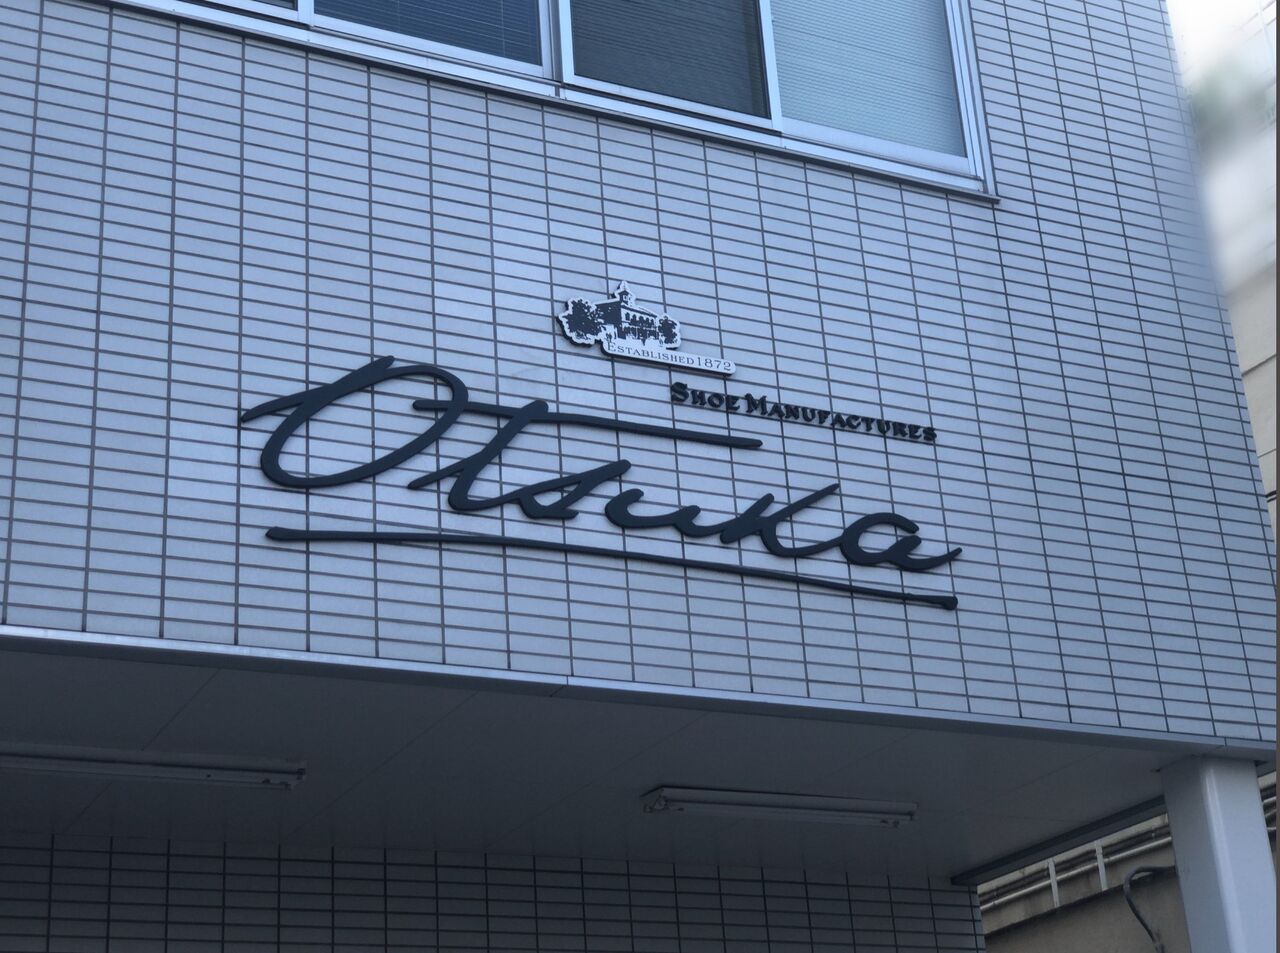 ESTABLISHED 1872
SHOE MANUFACTURES
Otsuka